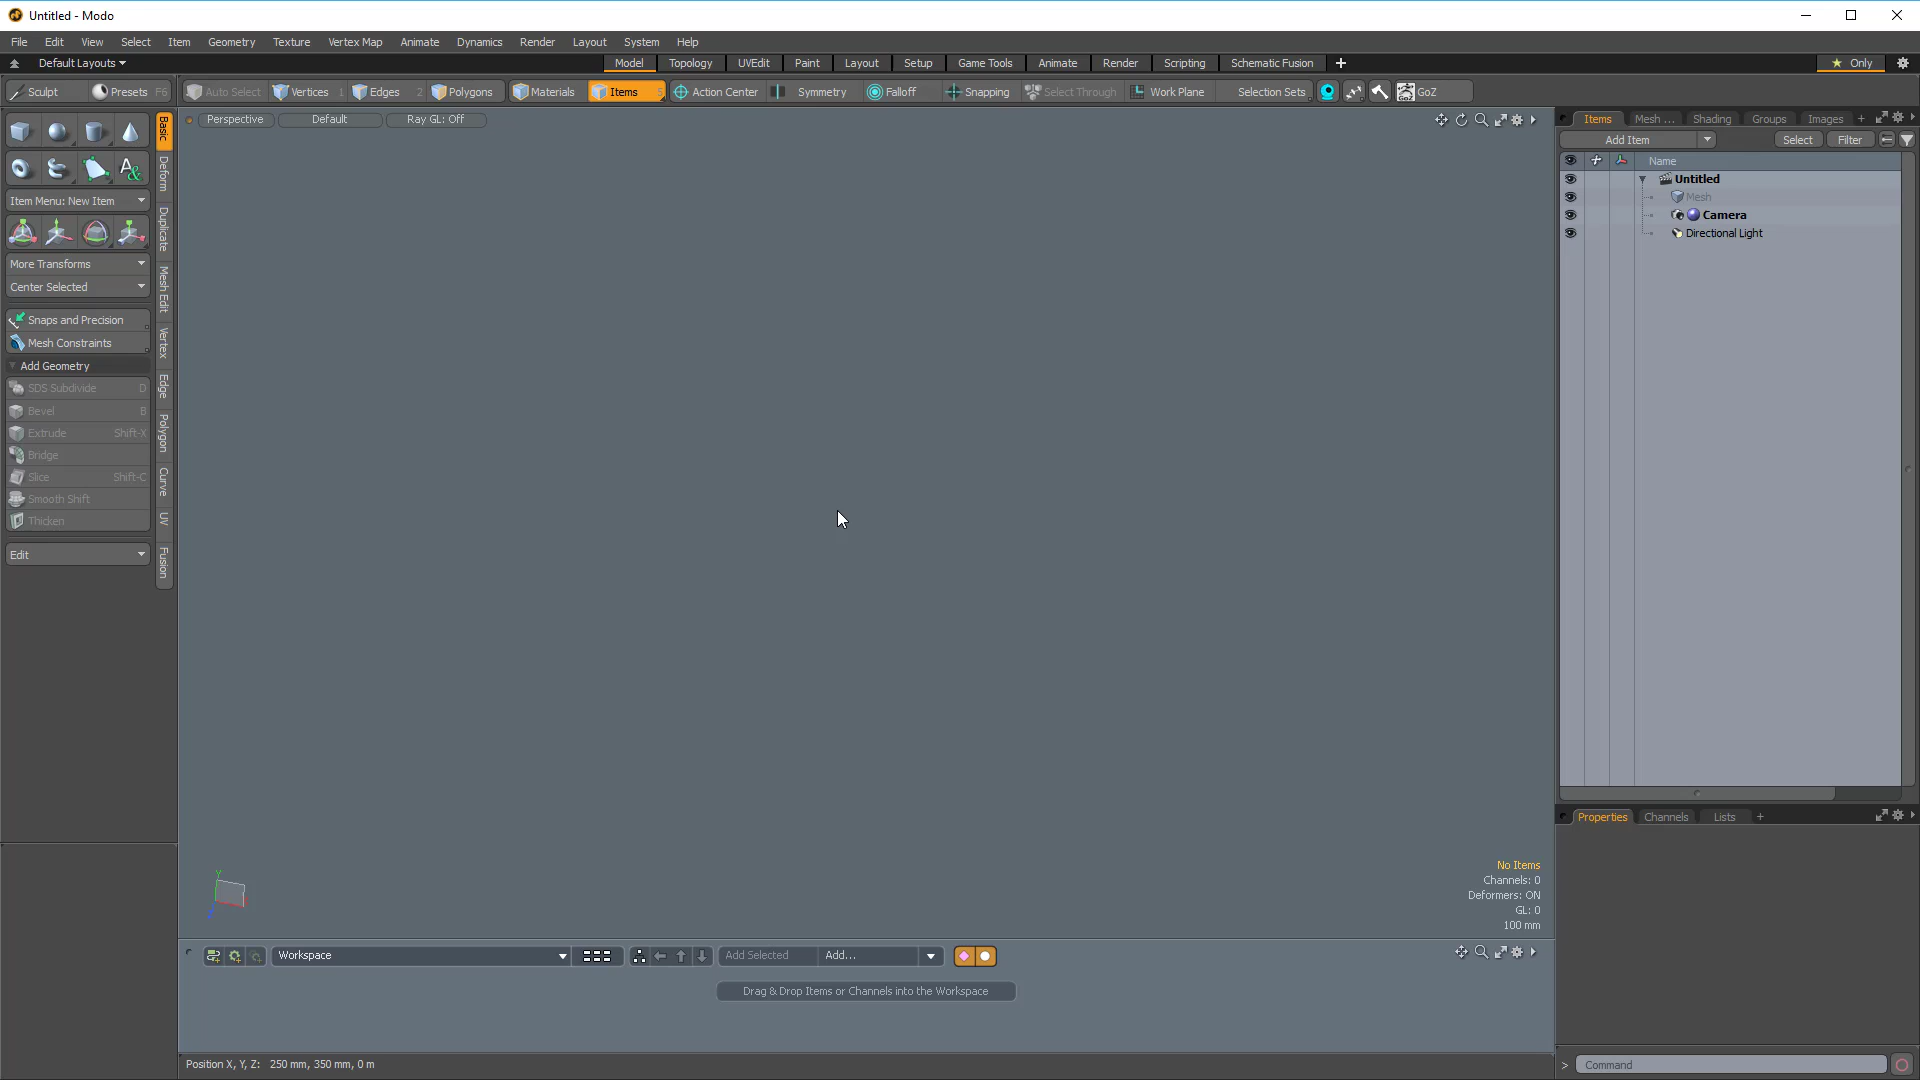 Untitled - Modo
File Edit View Select Item Geometry Texture Vertex Map Animate Dynamics Render Layout System Help
Default Layouts Model Topology UVEdit Paint Layout Setup Game Tools Animate Render Scripting Schematic Fusion + Only
Sculpt Presets F6 Auto Select Vertices 1 Edges 2 Polygons Materials Items 5 Action Center Symmetry Falloff Snapping Select Through Work Plane Selection Sets GoZ
Perspective Default Ray GL: Off
Basic
Deform
Duplicate
Mesh Edit
Vertex
Edge
Polygon
Curve
UV
Fusion
Item Menu: New Item
More Transforms
Center Selected
Snaps and Precision
Mesh Constraints
Add Geometry
SDS Subdivide D
Bevel B
Extrude Shift-X
Bridge
Slice Shift-C
Smooth Shift
Thicken
Edit
Items Mesh ... Shading Groups Images +
Add Item Select Filter
Name
Untitled
Mesh
Camera
Directional Light
Properties Channels Lists +
No Items
Channels: 0
Deformers: ON
GL: 0
100 mm
Y
Workspace Add Selected Add...
Drag & Drop Items or Channels into the Workspace
Position X, Y, Z: 250 mm, 350 mm, 0 m
> Command